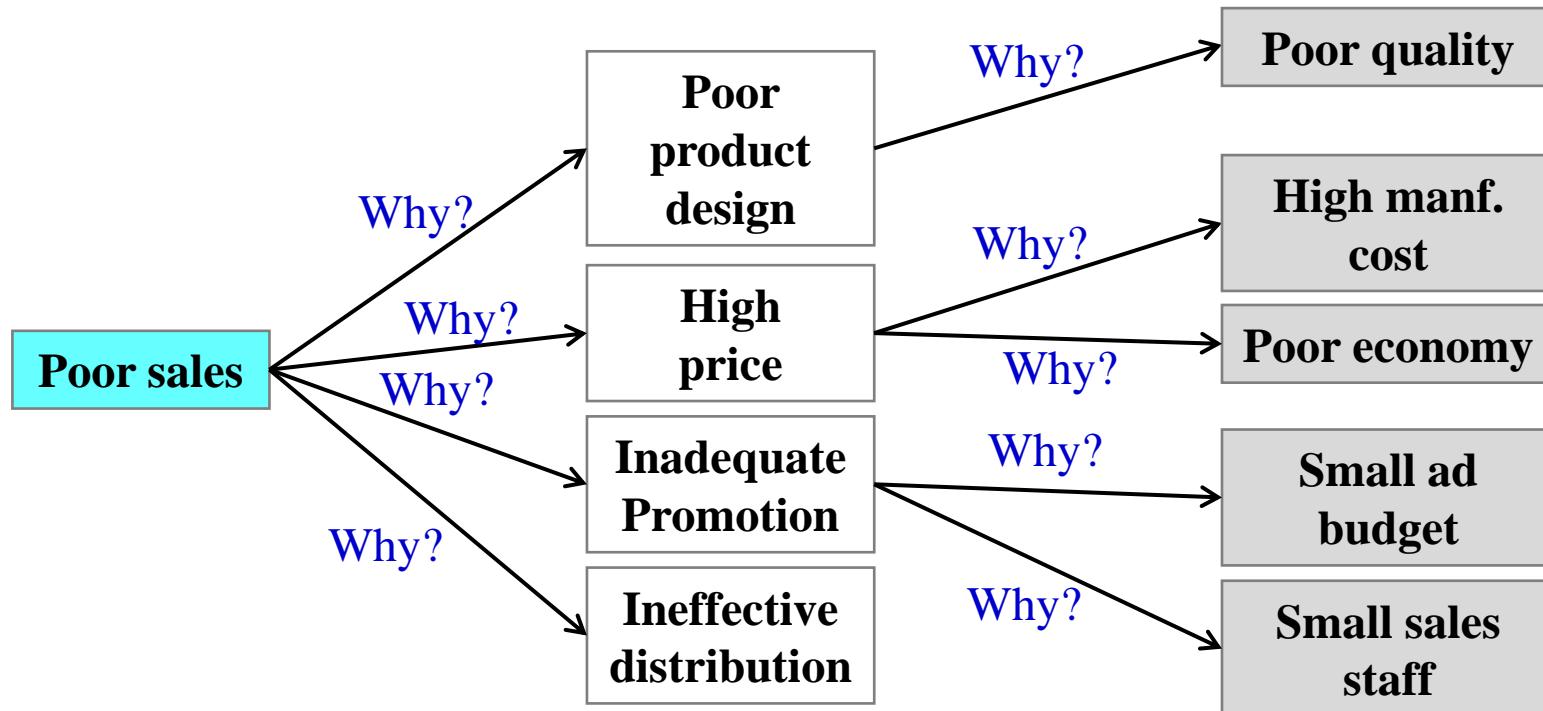 Poor sales
Why?
Why?
Why?
Why?
Poor
product
design
High
price
Inadequate
Promotion
Ineffective
distribution
Why?
Why?
Why?
Why?
Why?
Poor quality
High manf.
cost
Poor economy
Small ad
budget
Small sales
staff